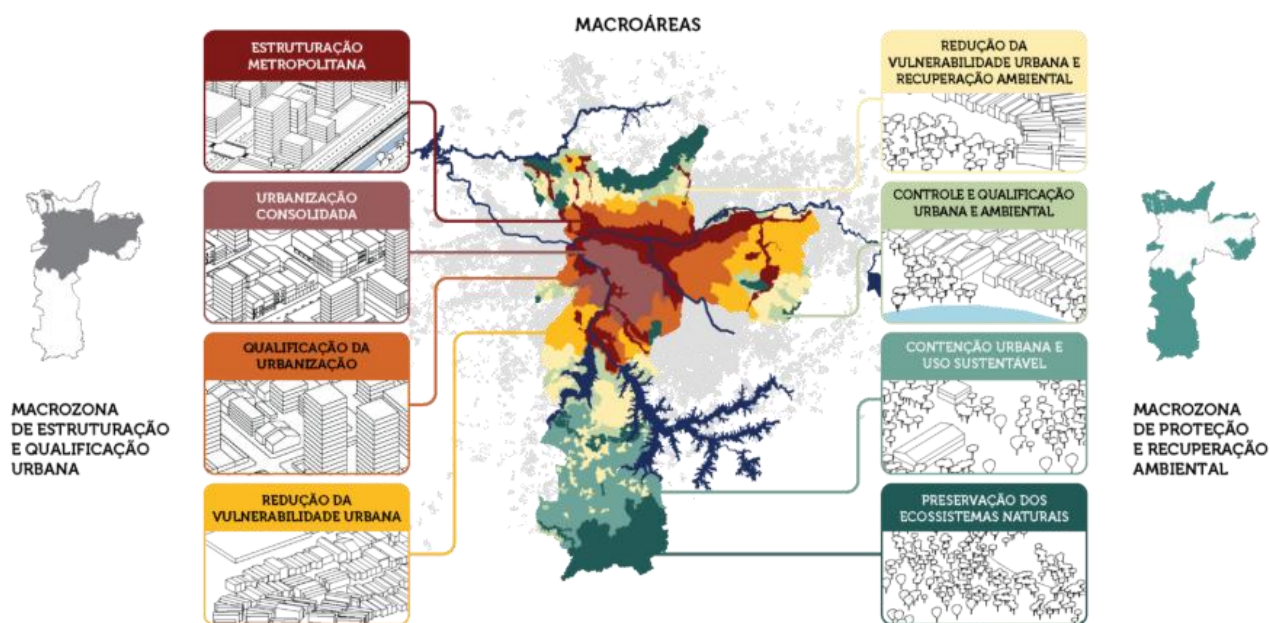 MACROÁREAS
ESTRUTURAÇÃO
METROPOLITANA
URBANIZAÇÃO
CONSOLIDADA
QUALIFICAÇÃO DA
URBANIZAÇÃO
REDUÇÃO DA
VULNERABILIDADE URBANA
MACROZONA
DE ESTRUTURAÇÃO
E QUALIFICAÇÃO
URBANA
REDUÇÃO DA
VULNERABILIDADE URBANA E
RECUPERAÇÃO AMBIENTAL
CONTROLE E QUALIFICAÇÃO
URBANA E AMBIENTAL
CONTENÇÃO URBANA E
USO SUSTENTÁVEL
PRESERVAÇÃO DOS
ECOSSISTEMAS NATURAIS
MACROZONA
DE PROTEÇÃO
E RECUPERAÇÃO
AMBIENTAL